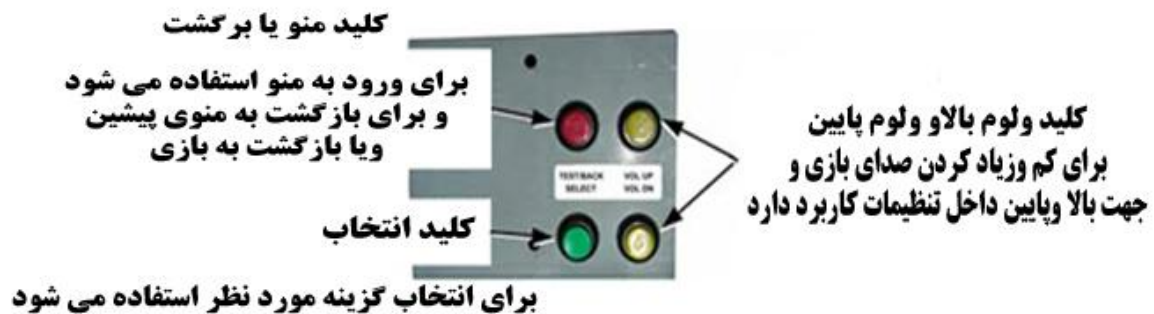 کلید منو یا برگشت
برای ورود به منو استفاده می شود
و برای بازگشت به منوی پیشین
ویا بازگشت به بازی
کلید ولوم بالاو ولوم پایین
برای کم وزیاد کردن صدای بازی و
جهت بالا وپایین داخل تنظیمات کاربرد دارد
TEST/BACK VOL UP
SELECT VOL DN
کلید انتخاب
برای انتخاب گزینه مورد نظر استفاده می شود